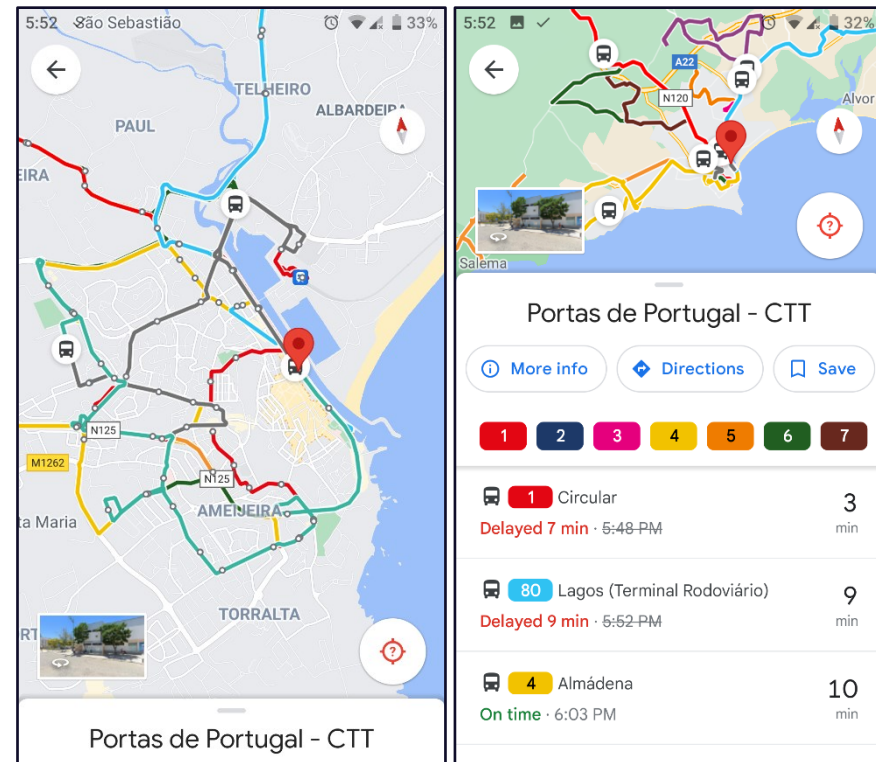 5:52 São Sebastião 33%
TELHEIRO
ALBARDEIRA
PAUL
EIRA
N125
M1262
N125
AMEIJEIRA
ta Maria
TORRALTA
Portas de Portugal - CTT
5:52 32%
A22
N120
Alvor
Salema
Portas de Portugal - CTT
More info Directions Save
1 2 3 4 5 6 7
1 Circular 3
Delayed 7 min · 5:48 PM min
80 Lagos (Terminal Rodoviário) 9
Delayed 9 min · 5:52 PM min
4 Almádena 10
On time · 6:03 PM min